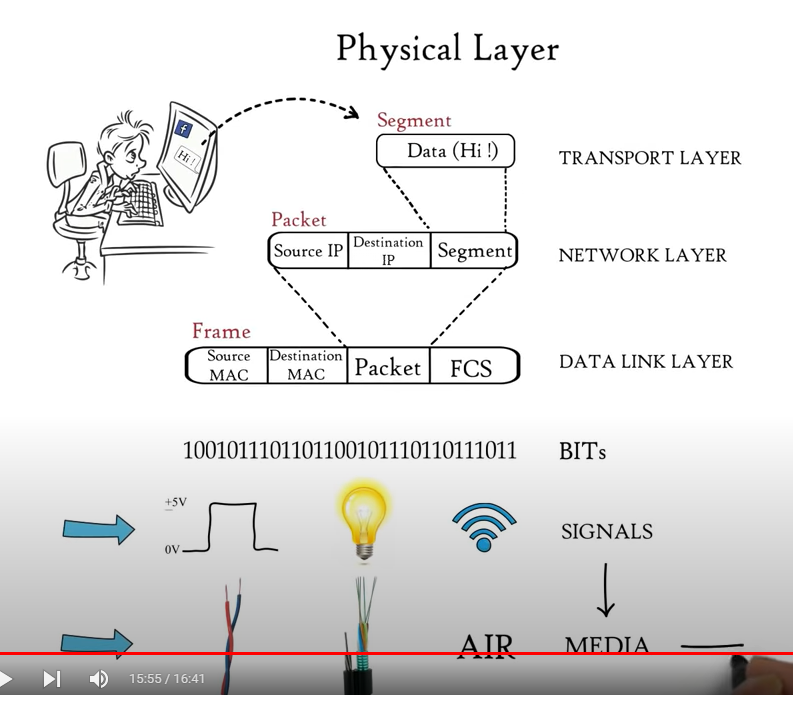 Physical Layer
f
Hi !
Segment
Data (Hi !)
TRANSPORT LAYER
Packet
Source IP
Destination
IP
Segment
NETWORK LAYER
Frame
Source
MAC
Destination
MAC
Packet
FCS
DATA LINK LAYER
1001011101101100101110110111011
BITs
+5V
0V
SIGNALS
AIR
MEDIA
15:55 / 16:41